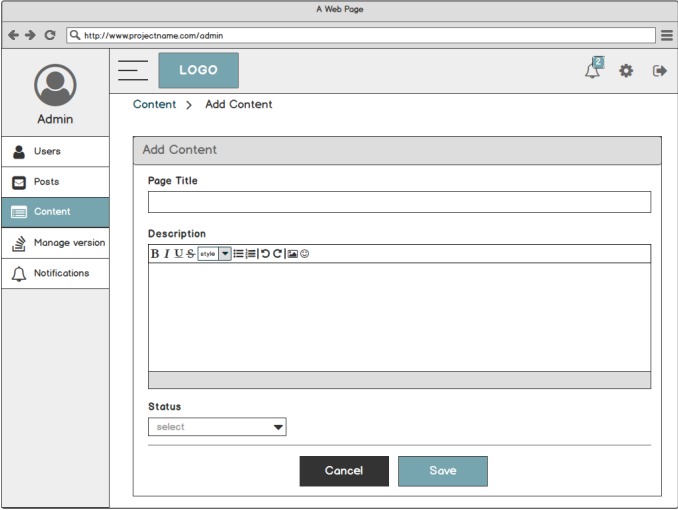 A Web Page
http://www.projectname.com/admin
LOGO
2
Admin
Content > Add Content
Users
Posts
Content
Manage version
Notifications
Add Content
Page Title
Description
B I U S style
Status
select
Cancel
Save